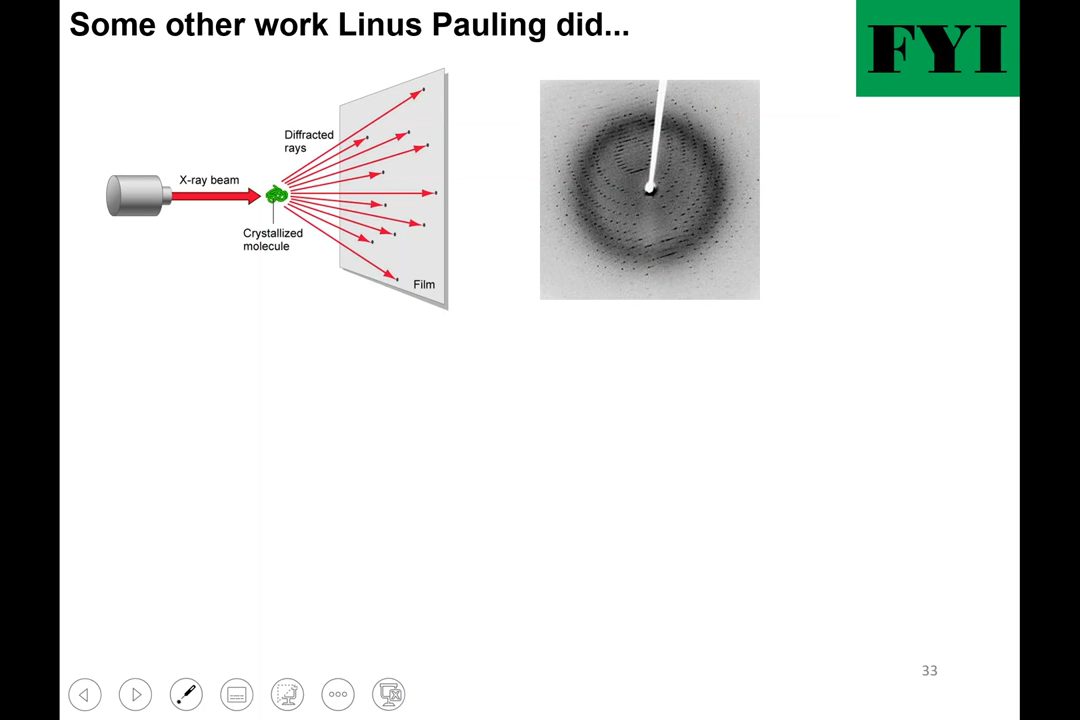 Some other work Linus Pauling did...
FYI
Diffracted
rays
X-ray beam
Crystallized
molecule
Film
33